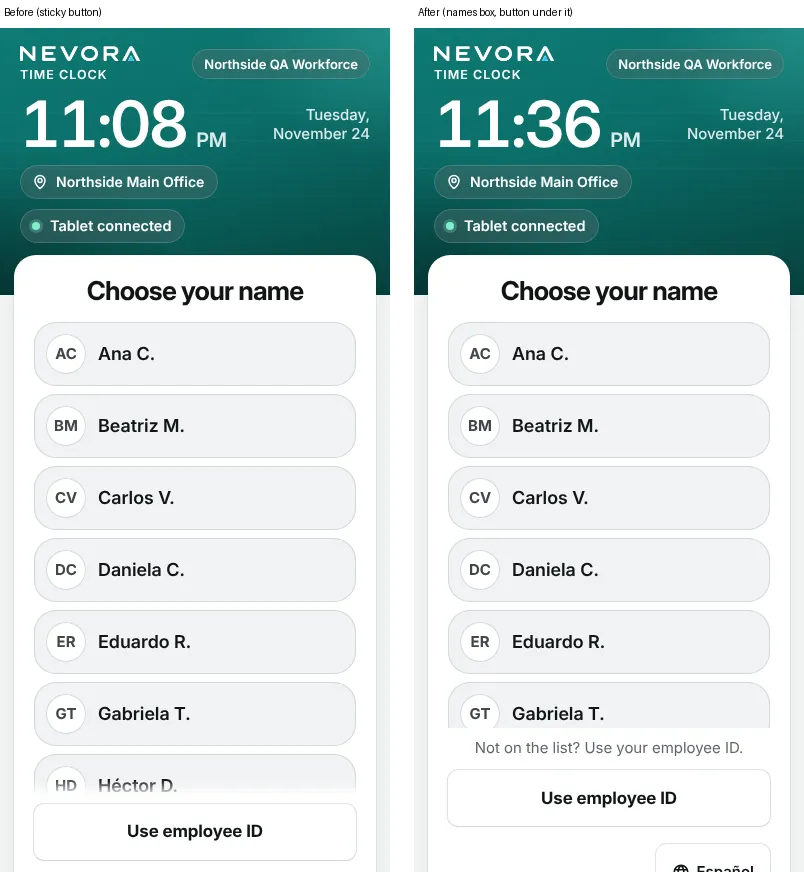 Before (sticky button)
NEVORA
TIME CLOCK
Northside QA Workforce
11:08 PM
Tuesday,
November 24
Northside Main Office
Tablet connected
Choose your name
AC Ana C.
BM Beatriz M.
CV Carlos V.
DC Daniela C.
ER Eduardo R.
GT Gabriela T.
HD Héctor D.
Use employee ID
After (names box, button under it)
NEVORA
TIME CLOCK
Northside QA Workforce
11:36 PM
Tuesday,
November 24
Northside Main Office
Tablet connected
Choose your name
AC Ana C.
BM Beatriz M.
CV Carlos V.
DC Daniela C.
ER Eduardo R.
GT Gabriela T.
Not on the list? Use your employee ID.
Use employee ID
Español